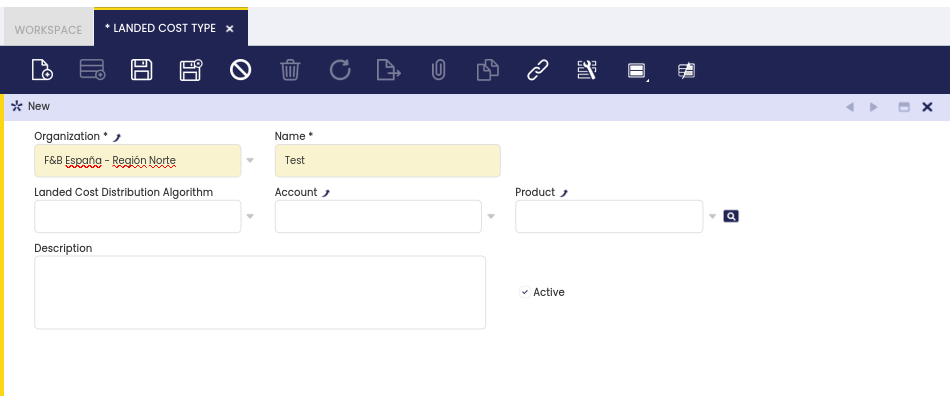 WORKSPACE
* LANDED COST TYPE
New
Organization *
Name *
F&B España - Región Norte
Test
Landed Cost Distribution Algorithm
Account
Product
Description
Active